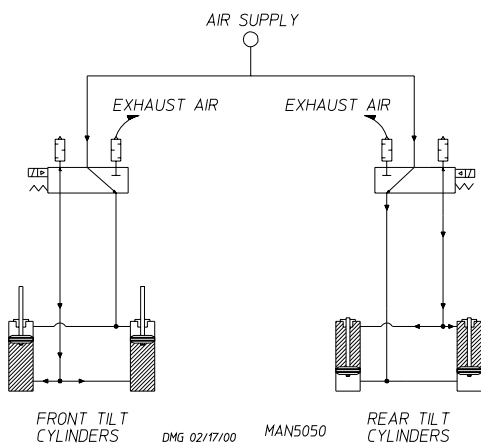 AIR SUPPLY
EXHAUST AIR
EXHAUST AIR
FRONT TILT
CYLINDERS
DMG 02/17/00
MAN5050
REAR TILT
CYLINDERS